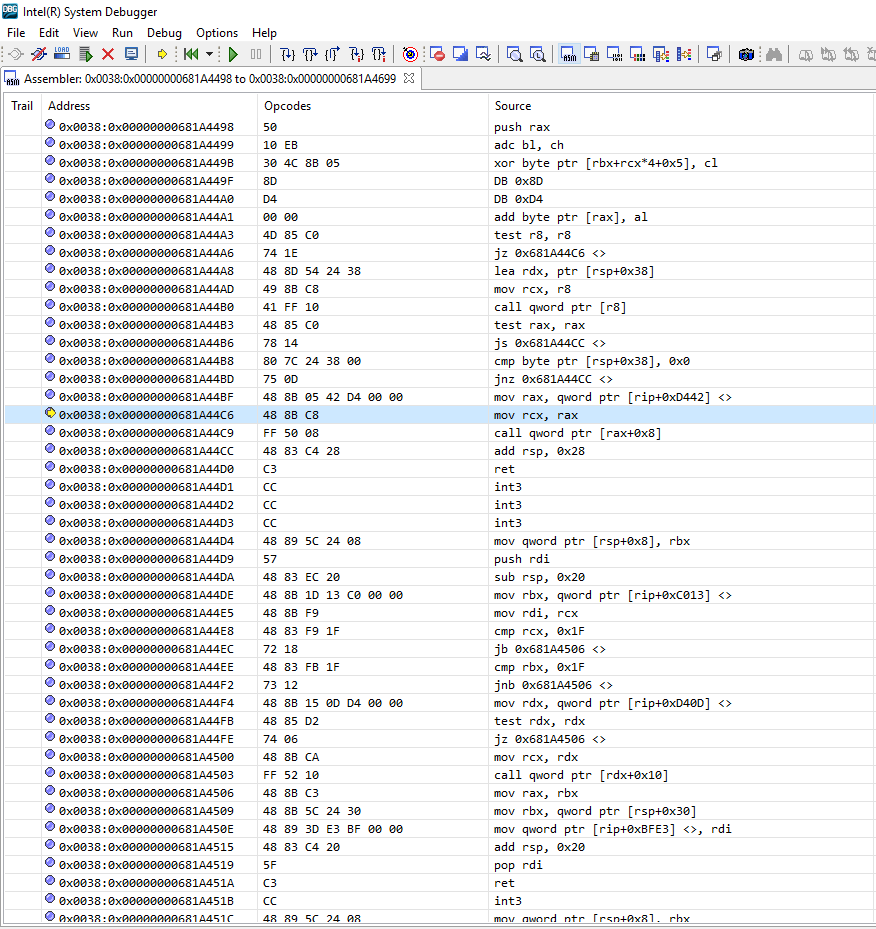 DBG Intel(R) System Debugger
File Edit View Run Debug Options Help
LOAD ASM
ASM Assembler: 0x0038:0x00000000681A4498 to 0x0038:0x00000000681A4699
Trail Address Opcodes Source
0x0038:0x00000000681A4498 50 push rax
0x0038:0x00000000681A4499 10 EB adc bl, ch
0x0038:0x00000000681A449B 30 4C 8B 05 xor byte ptr [rbx+rcx*4+0x5], cl
0x0038:0x00000000681A449F 8D DB 0x8D
0x0038:0x00000000681A44A0 D4 DB 0xD4
0x0038:0x00000000681A44A1 00 00 add byte ptr [rax], al
0x0038:0x00000000681A44A3 4D 85 C0 test r8, r8
0x0038:0x00000000681A44A6 74 1E jz 0x681A44C6 <>
0x0038:0x00000000681A44A8 48 8D 54 24 38 lea rdx, ptr [rsp+0x38]
0x0038:0x00000000681A44AD 49 8B C8 mov rcx, r8
0x0038:0x00000000681A44B0 41 FF 10 call qword ptr [r8]
0x0038:0x00000000681A44B3 48 85 C0 test rax, rax
0x0038:0x00000000681A44B6 78 14 js 0x681A44CC <>
0x0038:0x00000000681A44B8 80 7C 24 38 00 cmp byte ptr [rsp+0x38], 0x0
0x0038:0x00000000681A44BD 75 0D jnz 0x681A44CC <>
0x0038:0x00000000681A44BF 48 8B 05 42 D4 00 00 mov rax, qword ptr [rip+0xD442] <>
0x0038:0x00000000681A44C6 48 8B C8 mov rcx, rax
0x0038:0x00000000681A44C9 FF 50 08 call qword ptr [rax+0x8]
0x0038:0x00000000681A44CC 48 83 C4 28 add rsp, 0x28
0x0038:0x00000000681A44D0 C3 ret
0x0038:0x00000000681A44D1 CC int3
0x0038:0x00000000681A44D2 CC int3
0x0038:0x00000000681A44D3 CC int3
0x0038:0x00000000681A44D4 48 89 5C 24 08 mov qword ptr [rsp+0x8], rbx
0x0038:0x00000000681A44D9 57 push rdi
0x0038:0x00000000681A44DA 48 83 EC 20 sub rsp, 0x20
0x0038:0x00000000681A44DE 48 8B 1D 13 C0 00 00 mov rbx, qword ptr [rip+0xC013] <>
0x0038:0x00000000681A44E5 48 8B F9 mov rdi, rcx
0x0038:0x00000000681A44E8 48 83 F9 1F cmp rcx, 0x1F
0x0038:0x00000000681A44EC 72 18 jb 0x681A4506 <>
0x0038:0x00000000681A44EE 48 83 FB 1F cmp rbx, 0x1F
0x0038:0x00000000681A44F2 73 12 jnb 0x681A4506 <>
0x0038:0x00000000681A44F4 48 8B 15 0D D4 00 00 mov rdx, qword ptr [rip+0xD40D] <>
0x0038:0x00000000681A44FB 48 85 D2 test rdx, rdx
0x0038:0x00000000681A44FE 74 06 jz 0x681A4506 <>
0x0038:0x00000000681A4500 48 8B CA mov rcx, rdx
0x0038:0x00000000681A4503 FF 52 10 call qword ptr [rdx+0x10]
0x0038:0x00000000681A4506 48 8B C3 mov rax, rbx
0x0038:0x00000000681A4509 48 8B 5C 24 30 mov rbx, qword ptr [rsp+0x30]
0x0038:0x00000000681A450E 48 89 3D E3 BF 00 00 mov qword ptr [rip+0xBFE3] <>, rdi
0x0038:0x00000000681A4515 48 83 C4 20 add rsp, 0x20
0x0038:0x00000000681A4519 5F pop rdi
0x0038:0x00000000681A451A C3 ret
0x0038:0x00000000681A451B CC int3
0x0038:0x00000000681A451C 48 89 5C 24 08 mov qword ptr [rsp+0x8], rbx